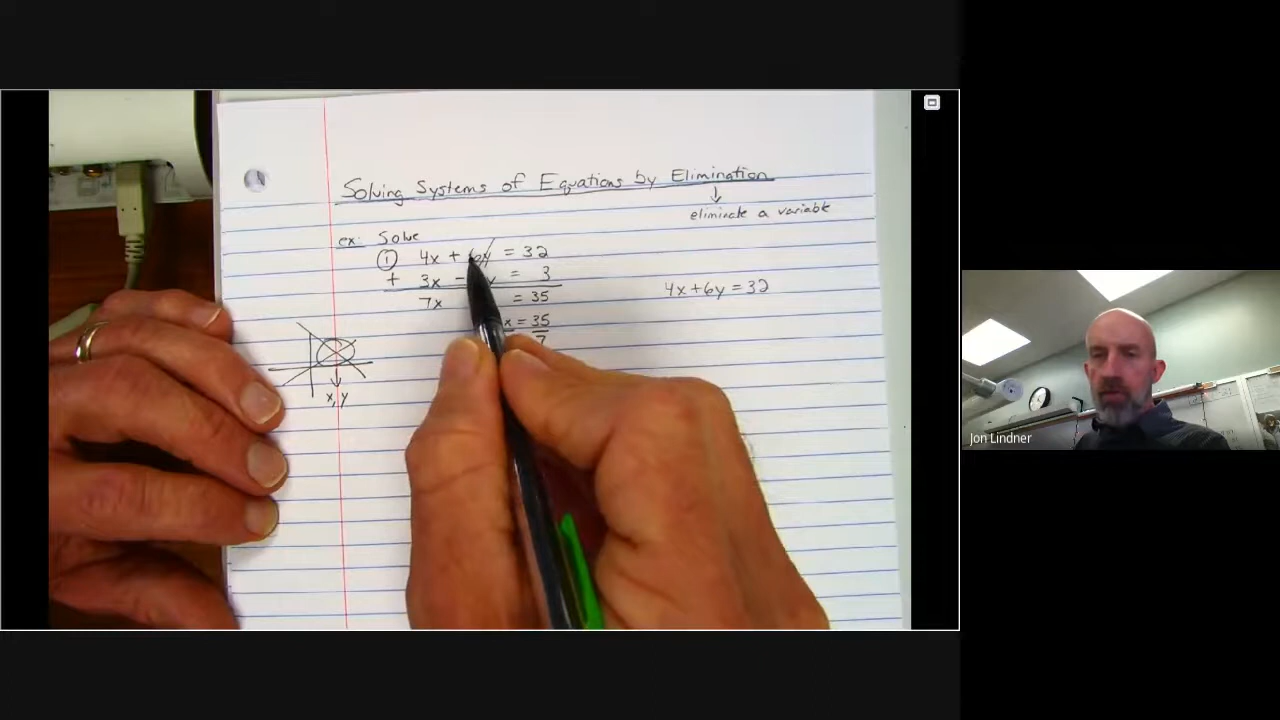 Solving Systems of Equations by Elimination
↓
eliminate a variable
ex: Solve
① 4x + 6y = 32
+ 3x - y = 3
7x = 35
x = 35
7
4x + 6y = 32
x, y
Jon Lindner